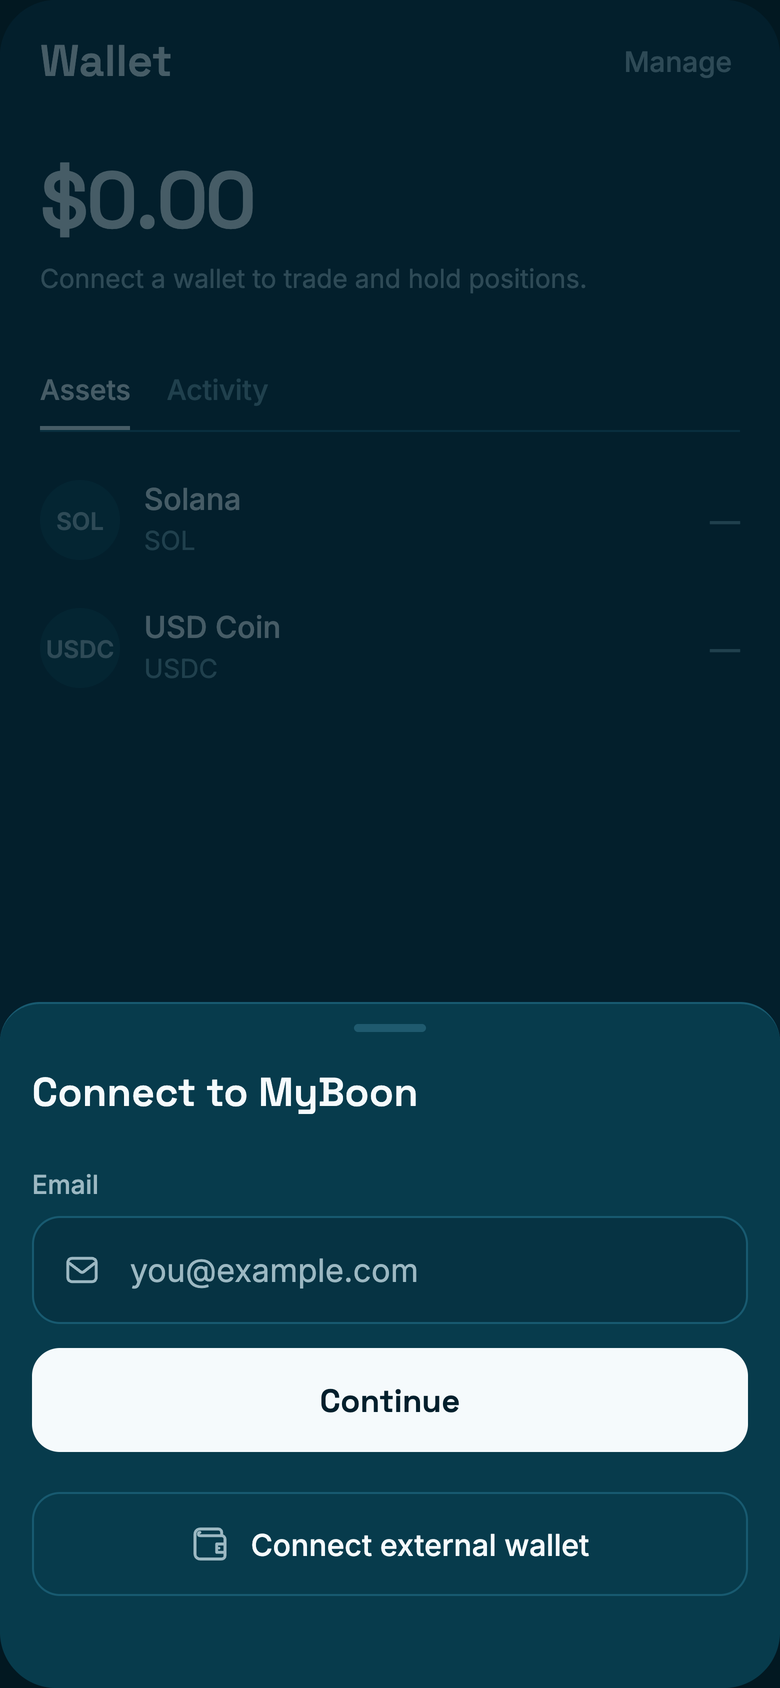 Wallet
Manage
$0.00
Connect a wallet to trade and hold positions.
Assets
Activity
SOL
Solana
SOL
—
USDC
USD Coin
USDC
—
Connect to MyBoon
Email
you@example.com
Continue
Connect external wallet